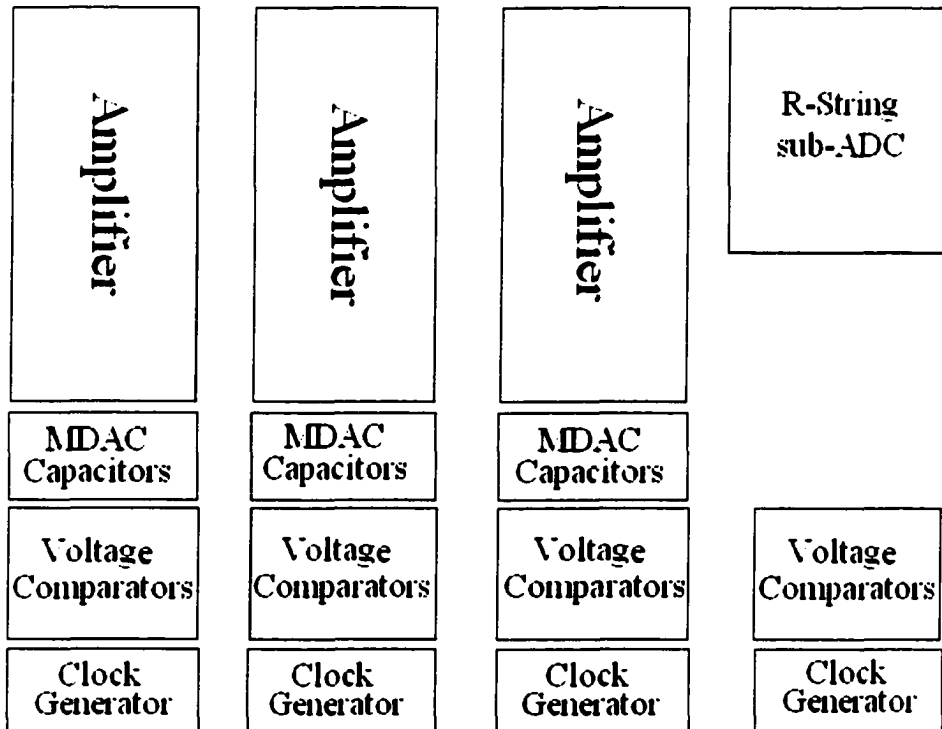 Amplifier
Amplifier
Amplifier
R-String
sub-ADC
MDAC
Capacitors
MDAC
Capacitors
MDAC
Capacitors
Voltage
Comparators
Voltage
Comparators
Voltage
Comparators
Voltage
Comparators
Clock
Generator
Clock
Generator
Clock
Generator
Clock
Generator